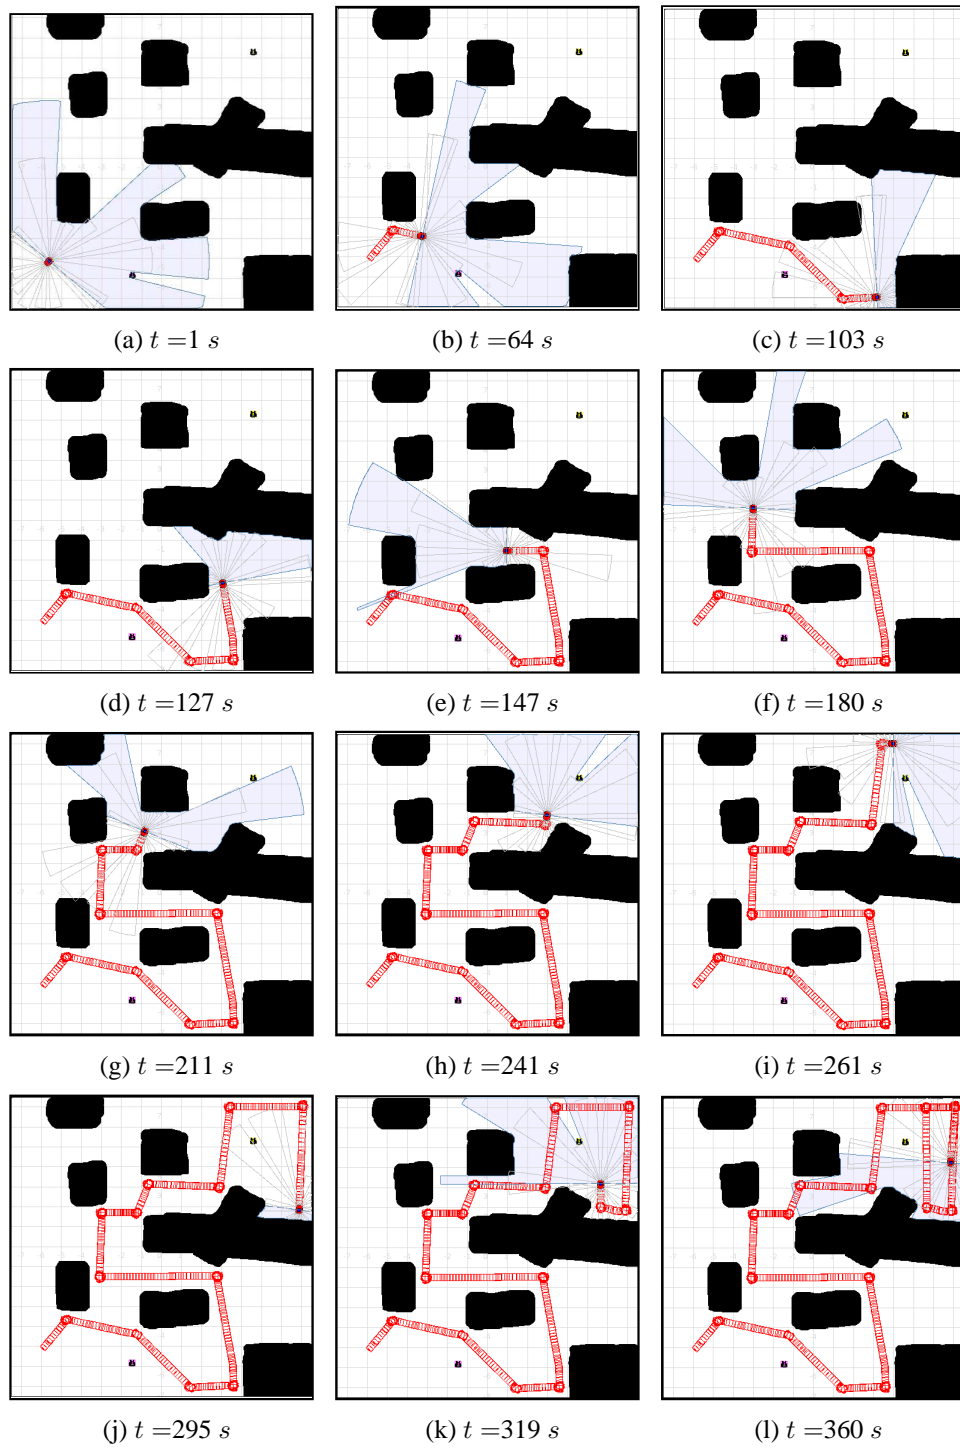 (a) t =1 s
(b) t =64 s
(c) t =103 s
(d) t =127 s
(e) t =147 s
(f) t =180 s
(g) t =211 s
(h) t =241 s
(i) t =261 s
(j) t =295 s
(k) t =319 s
(l) t =360 s